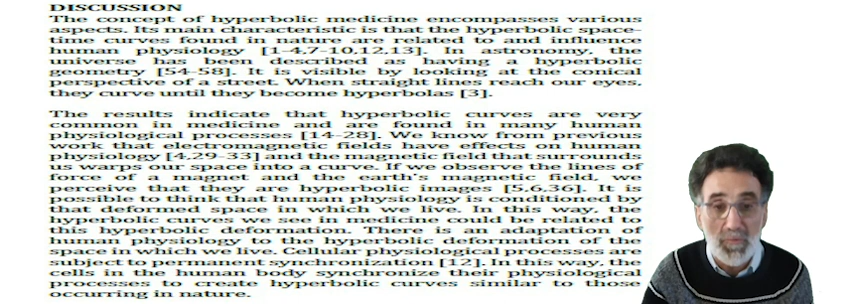 DISCUSSION
The concept of hyperbolic medicine encompasses various
aspects. Its main characteristic is that the hyperbolic space-
time curves found in nature are related to and influence
human physiology [1-4,7-10,12,13]. In astronomy, the
universe has been described as having a hyperbolic
geometry [54-58]. It is visible by looking at the conical
perspective of a street. When straight lines reach our eyes,
they curve until they become hyperbolas [3].
The results indicate that hyperbolic curves are very
common in medicine and are found in many human
physiological processes [14-28]. We know from previous
work that electromagnetic fields have effects on human
physiology [4,29-33] and the magnetic field that surrounds
us warps our space into a curve. If we observe the lines of
force of a magnet and the earth's magnetic field, we
perceive that they are hyperbolic images [5,6,36]. It is
possible to think that human physiology is conditioned by
that deformed space in which we live. In this way, the
hyperbolic curves we see in medicine could be related to
this hyperbolic deformation. There is an adaptation of
human physiology to the hyperbolic deformation of the
space in which we live. Cellular physiological processes are
subject to permanent synchronization [12]. In this way, the
cells in the human body synchronize their physiological
processes to create hyperbolic curves similar to those
occurring in nature.